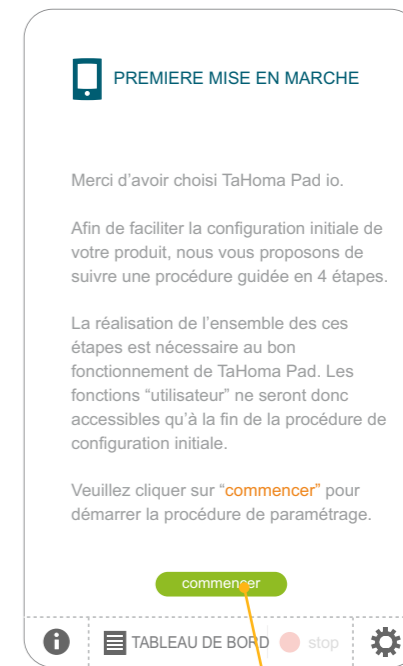 PREMIERE MISE EN MARCHE
Merci d’avoir choisi TaHoma Pad io.
Afin de faciliter la configuration initiale de
votre produit, nous vous proposons de
suivre une procédure guidée en 4 étapes.
La réalisation de l’ensemble des ces
étapes est nécessaire au bon
fonctionnement de TaHoma Pad. Les
fonctions “utilisateur” ne seront donc
accessibles qu’à la fin de la procédure de
configuration initiale.
Veuillez cliquer sur “commencer” pour
démarrer la procédure de paramétrage.
commencer
TABLEAU DE BORD stop